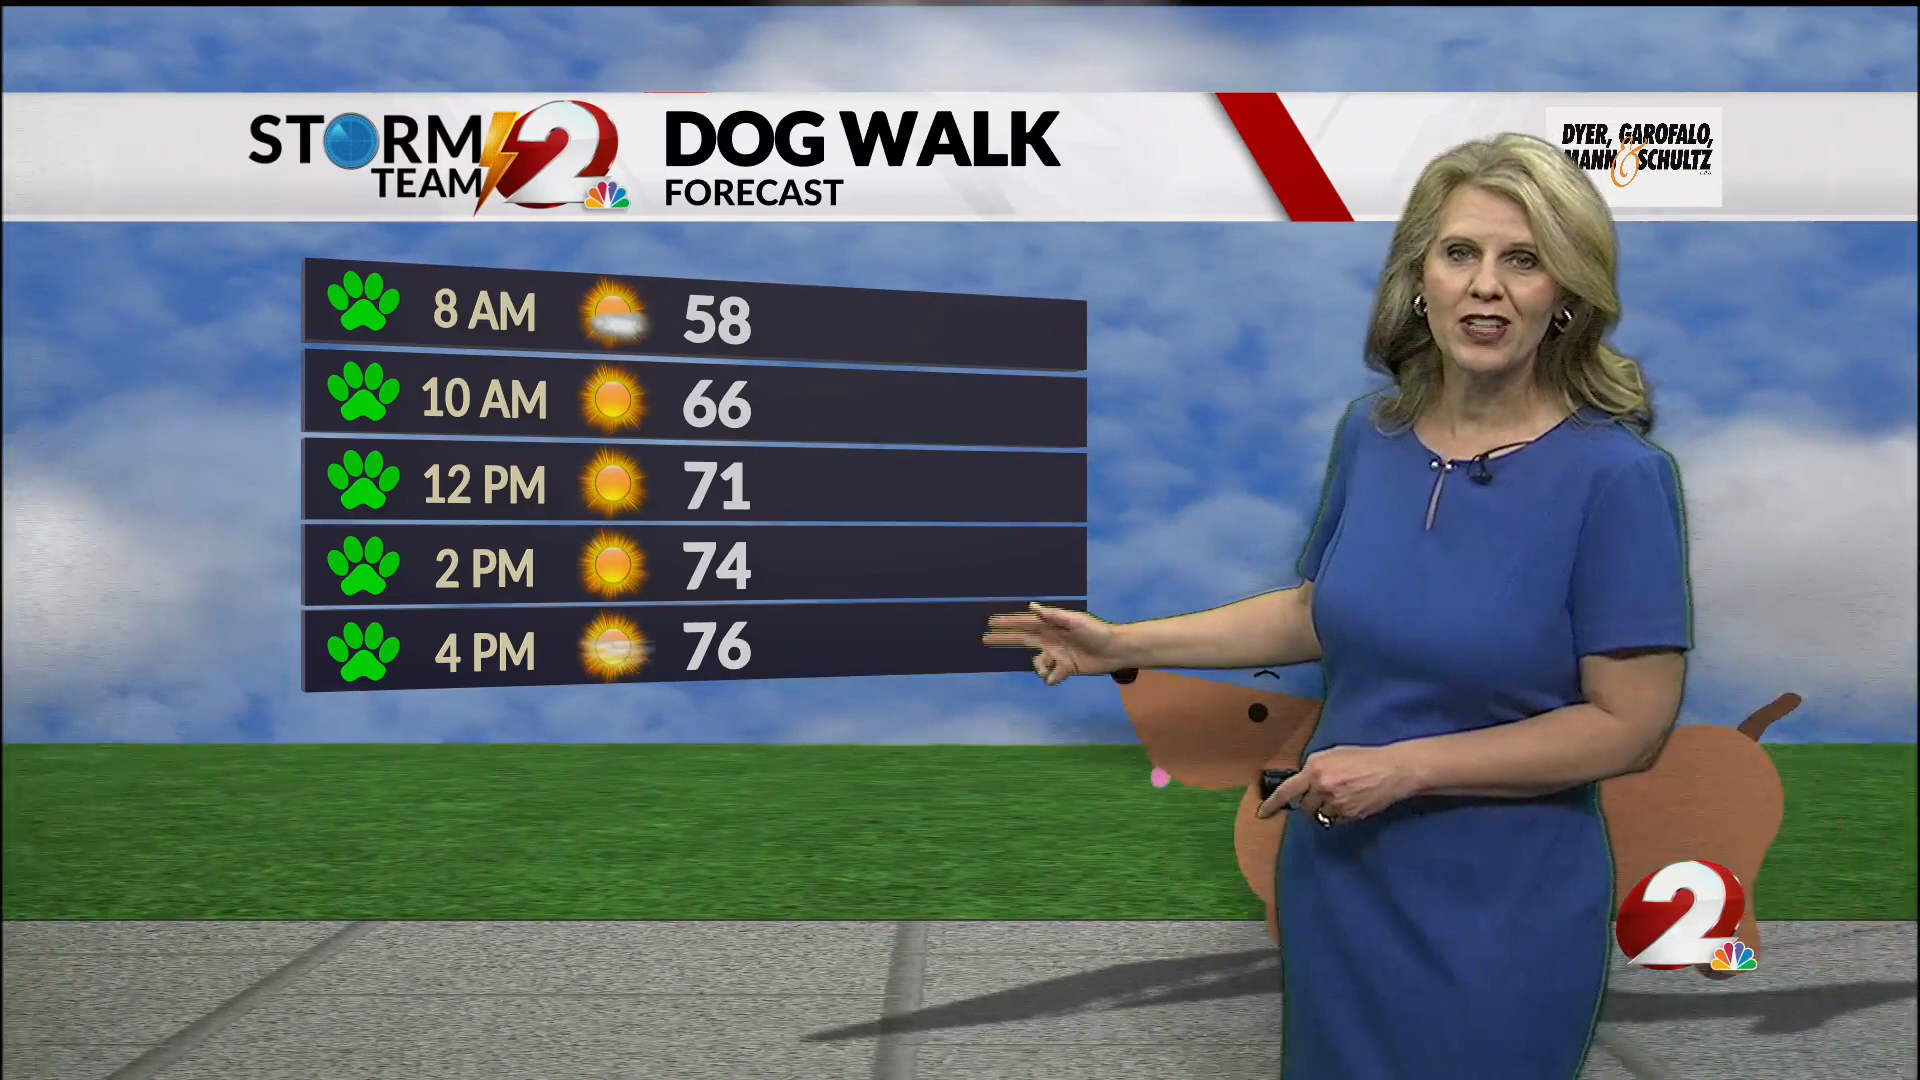 STORM
TEAM
2
DOG WALK
FORECAST
DYER, GAROFALO,
MANN & SCHULTZ
8 AM 58
10 AM 66
12 PM 71
2 PM 74
4 PM 76
2